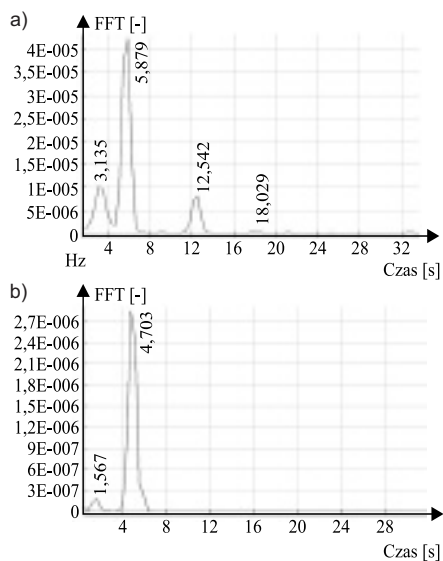 a)
FFT [-]
4E-005
3,5E-005
3E-005
2,5E-005
2E-005
1,5E-005
1E-005
5E-006
0
Hz
3,135
5,879
12,542
18,029
4 8 12 16 20 24 28 32
Czas [s]
b)
FFT [-]
2,7E-006
2,4E-006
2,1E-006
1,8E-006
1,5E-006
1,2E-006
9E-007
6E-007
3E-007
0
1,567
4,703
4 8 12 16 20 24 28
Czas [s]